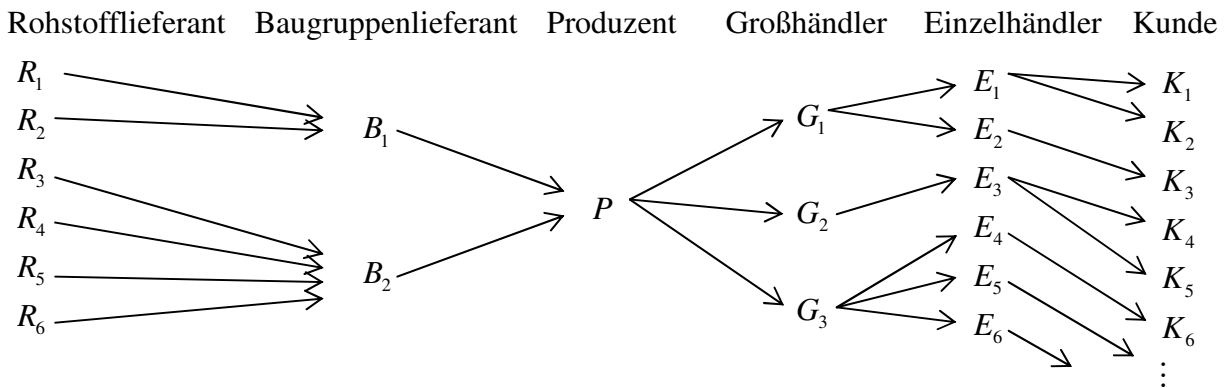 Rohstofflieferant Baugruppenlieferant Produzent Großhändler Einzelhändler Kunde
R₁ E₁ K₁
R₂ B₁ G₁ E₂ K₂
R₃ E₃ K₃
R₄ P G₂ E₄ K₄
R₅ B₂ E₅ K₅
R₆ G₃ E₆ K₆
⋮